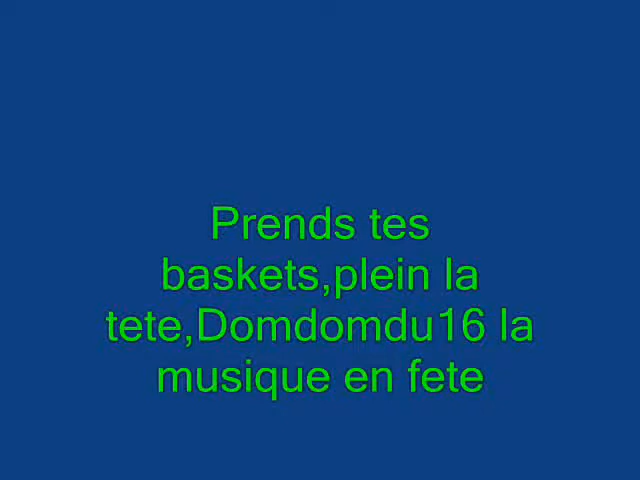 Prends tes
baskets,plein la
tete,Domdomdu16 la
musique en fete